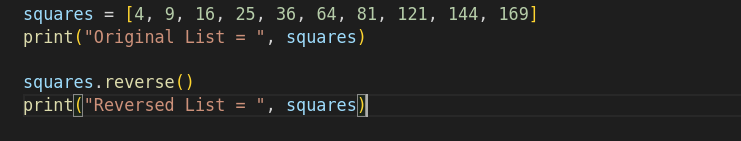 squares = [4, 9, 16, 25, 36, 64, 81, 121, 144, 169]
print("Original List = ", squares)
squares.reverse()
print("Reversed List = ", squares)